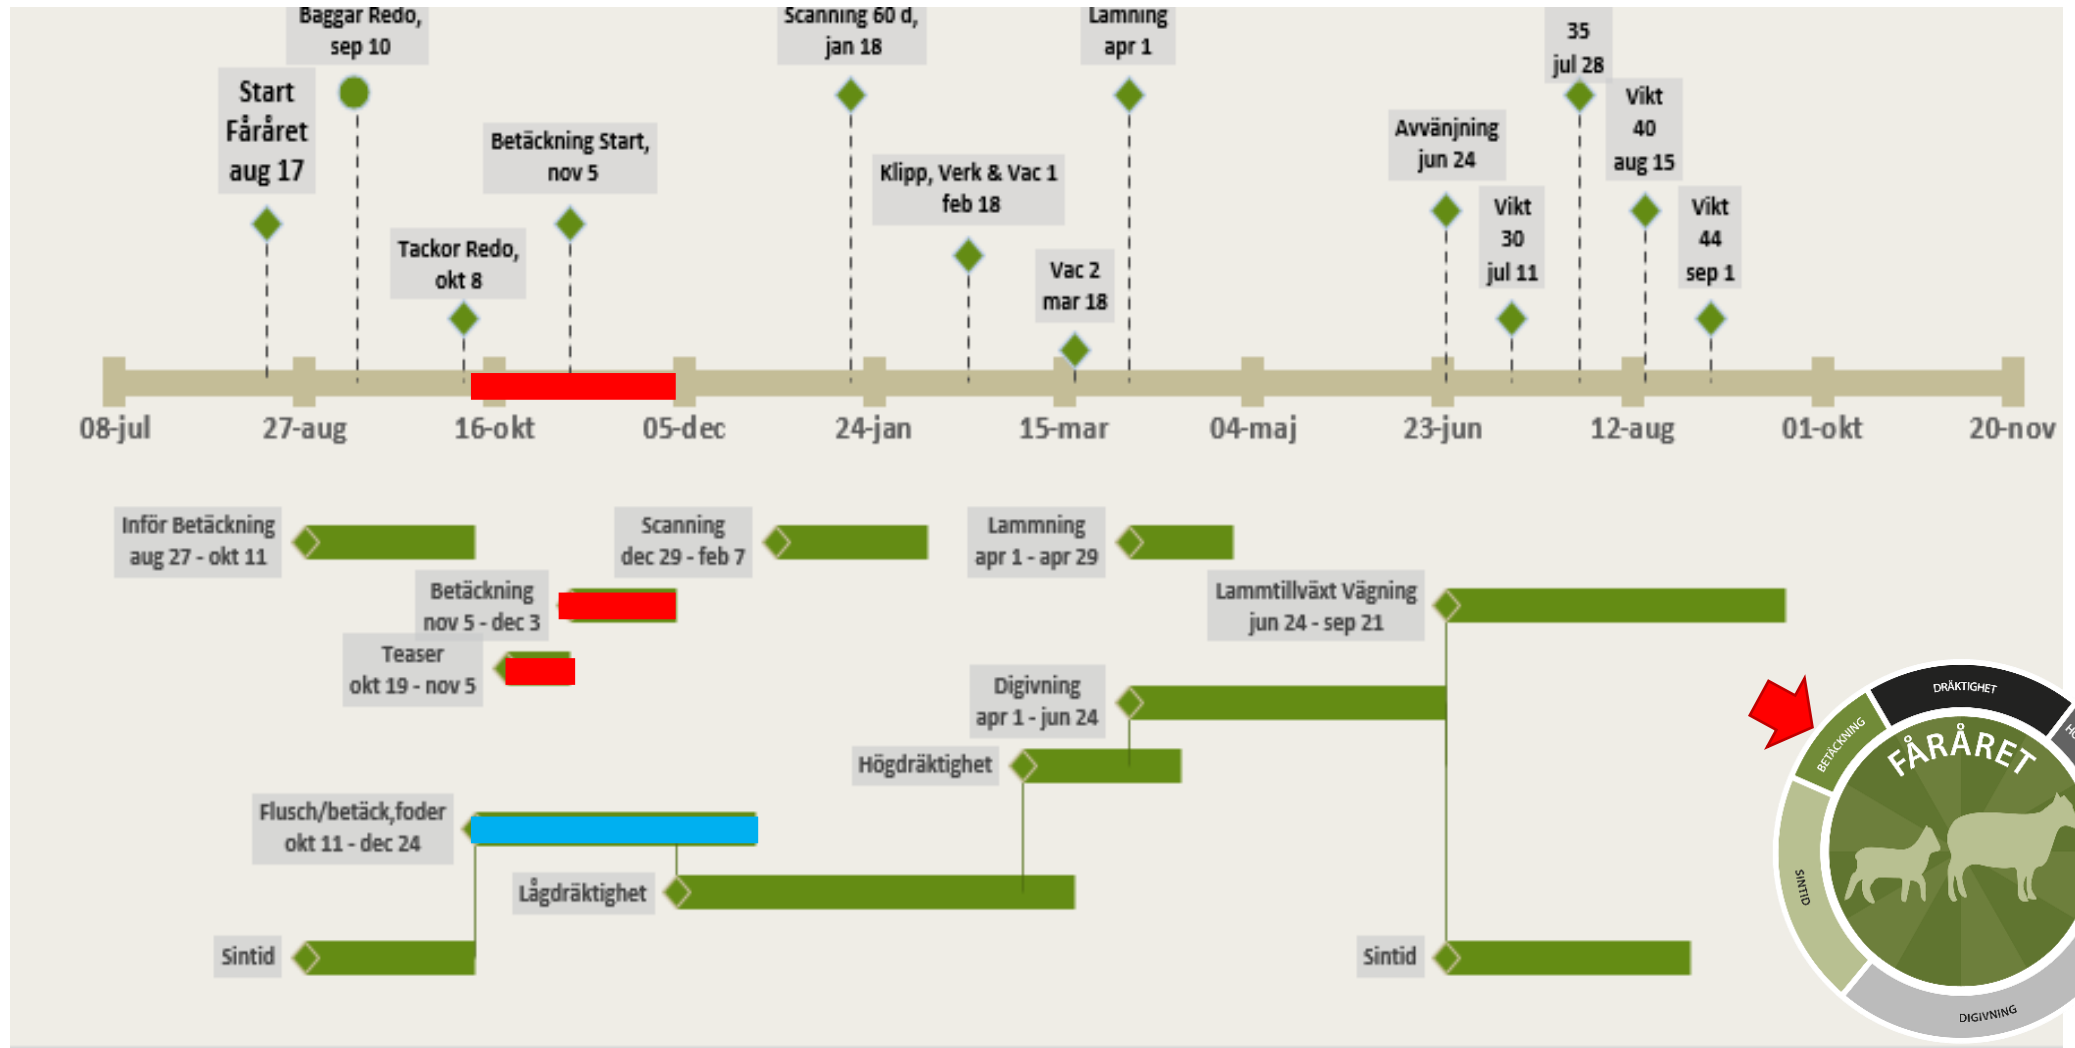 Baggar Redo,
sep 10
Scanning 60 d,
jan 18
Lamning
apr 1
35
jul 28
Start
Fåråret
aug 17
Betäckning Start,
nov 5
Tackor Redo,
okt 8
Klipp, Verk & Vac 1
feb 18
Vac 2
mar 18
Avvänjning
jun 24
Vikt
30
jul 11
Vikt
40
aug 15
Vikt
44
sep 1
08-jul
27-aug
16-okt
05-dec
24-jan
15-mar
04-maj
23-jun
12-aug
01-okt
20-nov
Inför Betäckning
aug 27 - okt 11
Scanning
dec 29 - feb 7
Lammning
apr 1 - apr 29
Betäckning
nov 5 - dec 3
Lammtillväxt Vägning
jun 24 - sep 21
Teaser
okt 19 - nov 5
Digivning
apr 1 - jun 24
Högdräktighet
Flusch/betäck,foder
okt 11 - dec 24
Lågdräktighet
Sintid
Sintid
DRÄKTIGHET
BETÄCKNING
FÅRÅRET
SINTID
DIGIVNING